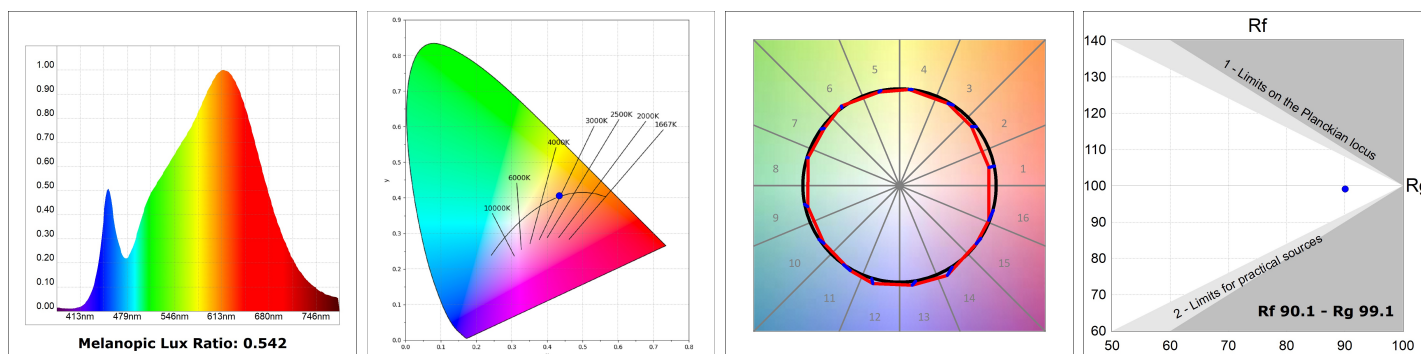 1.00
0.90
0.80
0.70
0.60
0.50
0.40
0.30
0.20
0.10
0.00
413nm 479nm 546nm 613nm 680nm 746nm
Melanopic Lux Ratio: 0.542
0.9
0.8
0.7
0.6
0.5
0.4
0.3
0.2
0.1
0.0
y
0.0 0.1 0.2 0.3 0.4 0.5 0.6 0.7 0.8
10000K
6000K
4000K
3000K
2500K
2000K
1667K
1
2
3
4
5
6
7
8
9
10
11
12
13
14
15
16
Rf
140
130
120
110
100
90
80
70
60
50 60 70 80 90 100
Rg
1 - Limits on the Planckian locus
2 - Limits for practical sources
Rf 90.1 - Rg 99.1